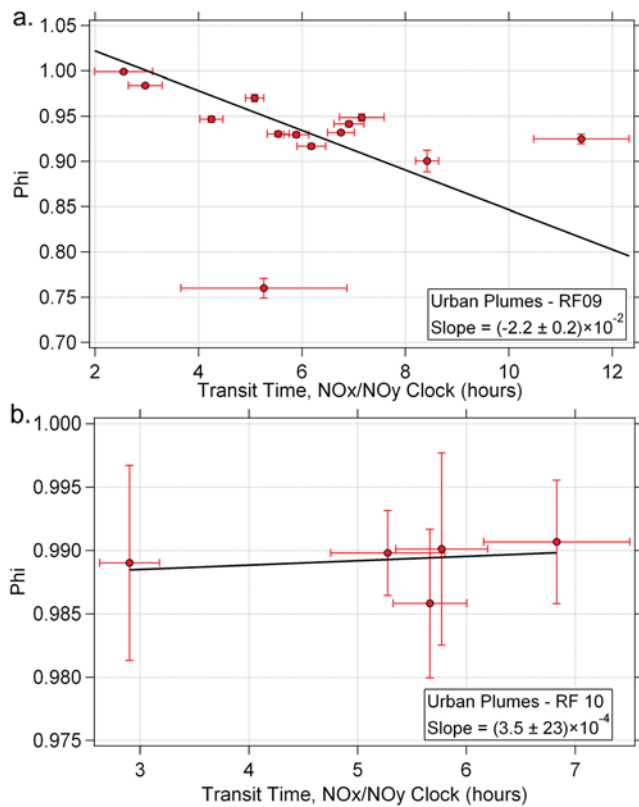 a.
1.05
1.00
0.95
0.90
0.85
0.80
0.75
0.70
Phi
Urban Plumes - RF09
Slope = (-2.2 ± 0.2)×10⁻²
2 4 6 8 10 12
Transit Time, NOx/NOy Clock (hours)
b.
1.000
0.995
0.990
0.985
0.980
0.975
Phi
Urban Plumes - RF 10
Slope = (3.5 ± 23)×10⁻⁴
3 4 5 6 7
Transit Time, NOx/NOy Clock (hours)